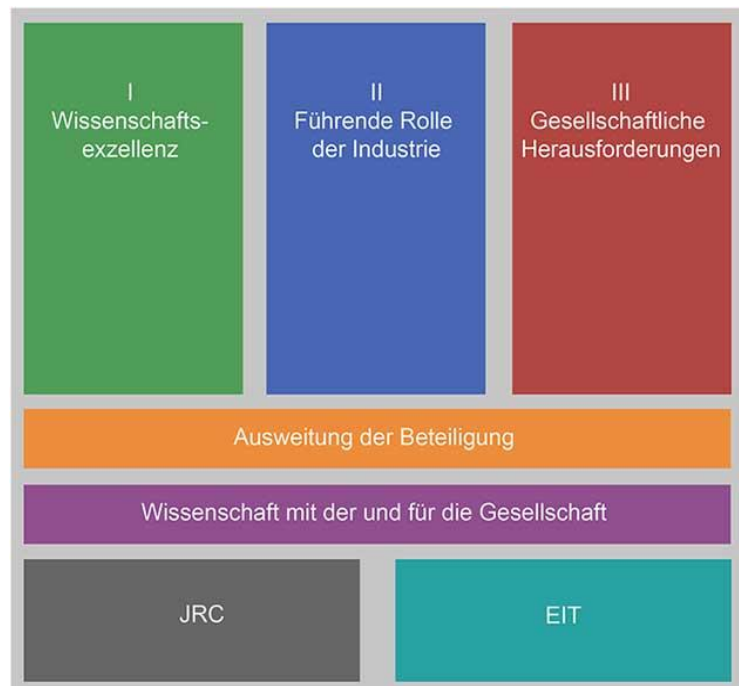 I
Wissenschafts-
exzellenz
II
Führende Rolle
der Industrie
III
Gesellschaftliche
Herausforderungen
Ausweitung der Beteiligung
Wissenschaft mit der und für die Gesellschaft
JRC
EIT